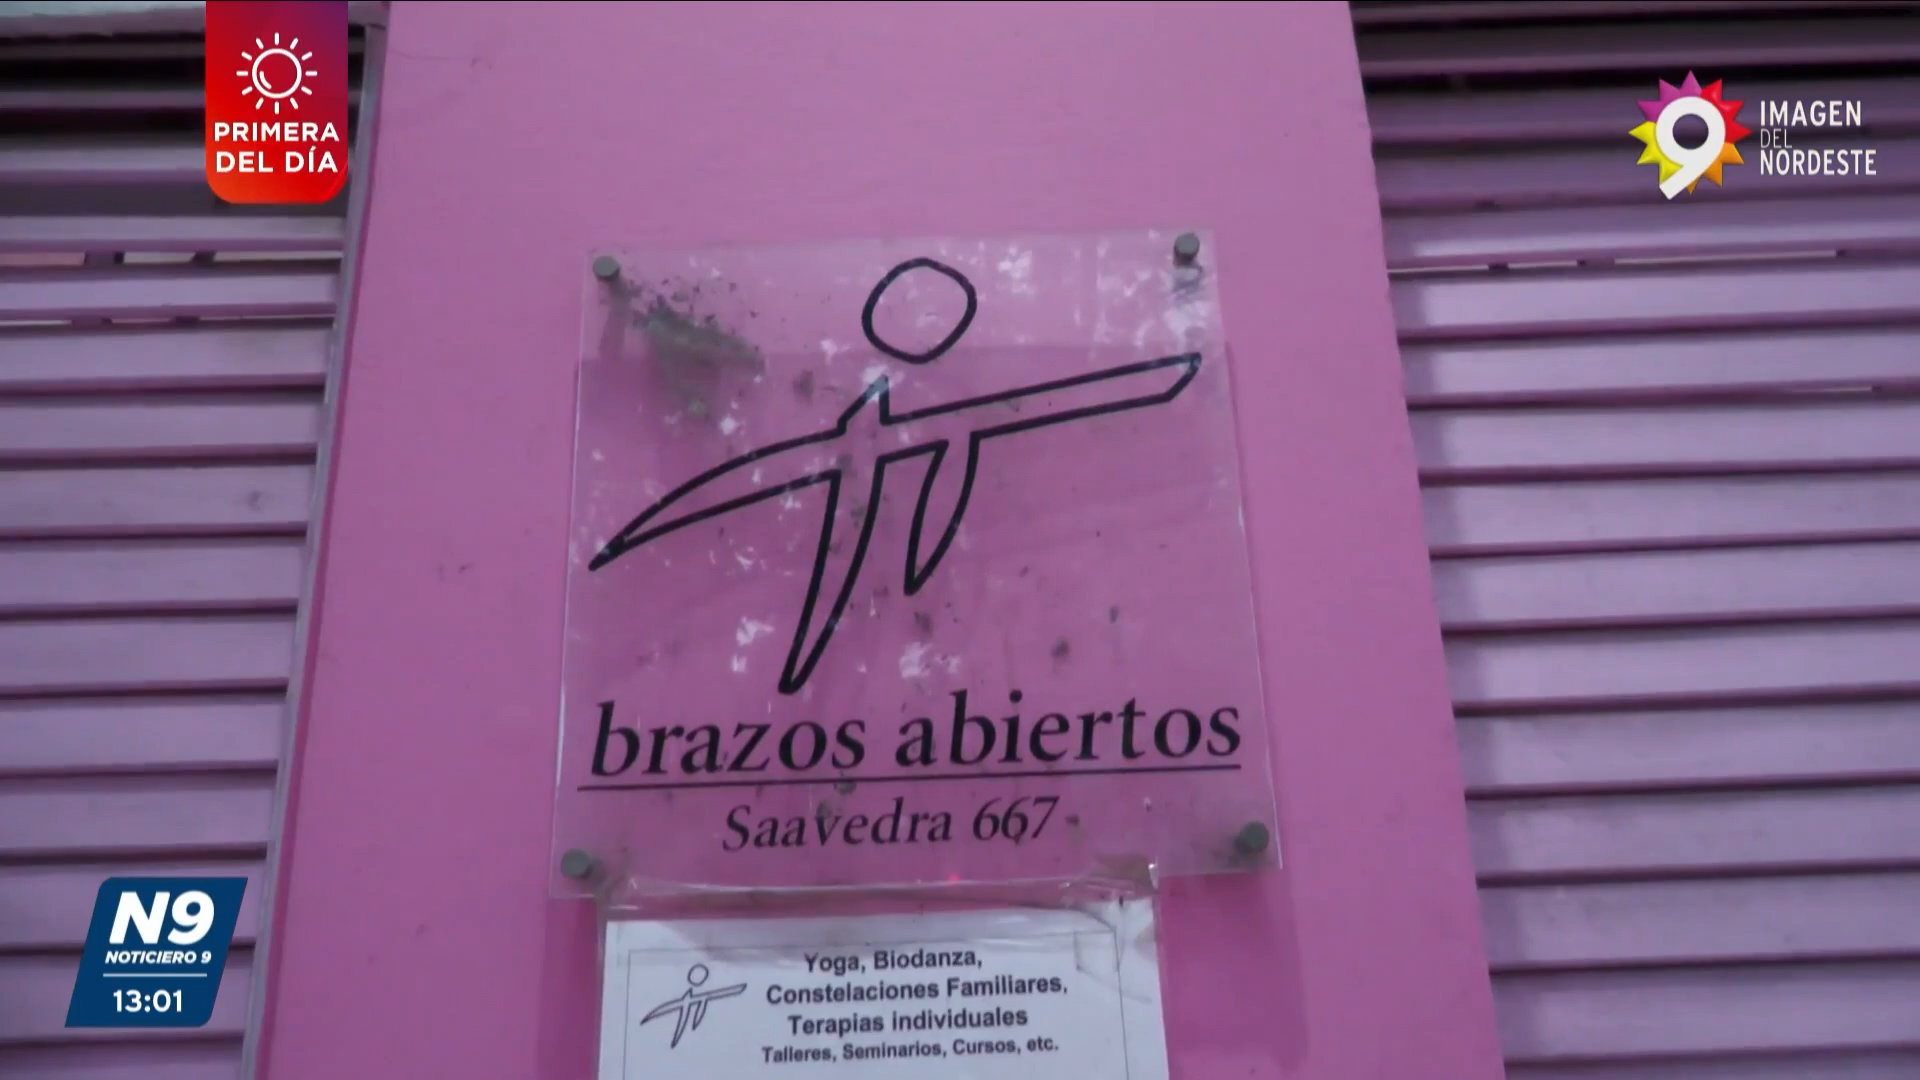 PRIMERA
DEL DÍA
9
IMAGEN
DEL
NORDESTE
brazos abiertos
Saavedra 667
N9
NOTICIERO 9
13:01
Yoga, Biodanza,
Constelaciones Familiares,
Terapias individuales
Talleres, Seminarios, Cursos, etc.